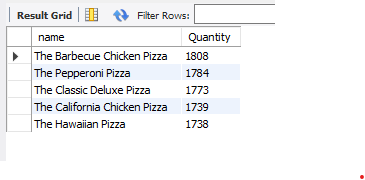 Result Grid Filter Rows:
name Quantity
The Barbecue Chicken Pizza 1808
The Pepperoni Pizza 1784
The Classic Deluxe Pizza 1773
The California Chicken Pizza 1739
The Hawaiian Pizza 1738